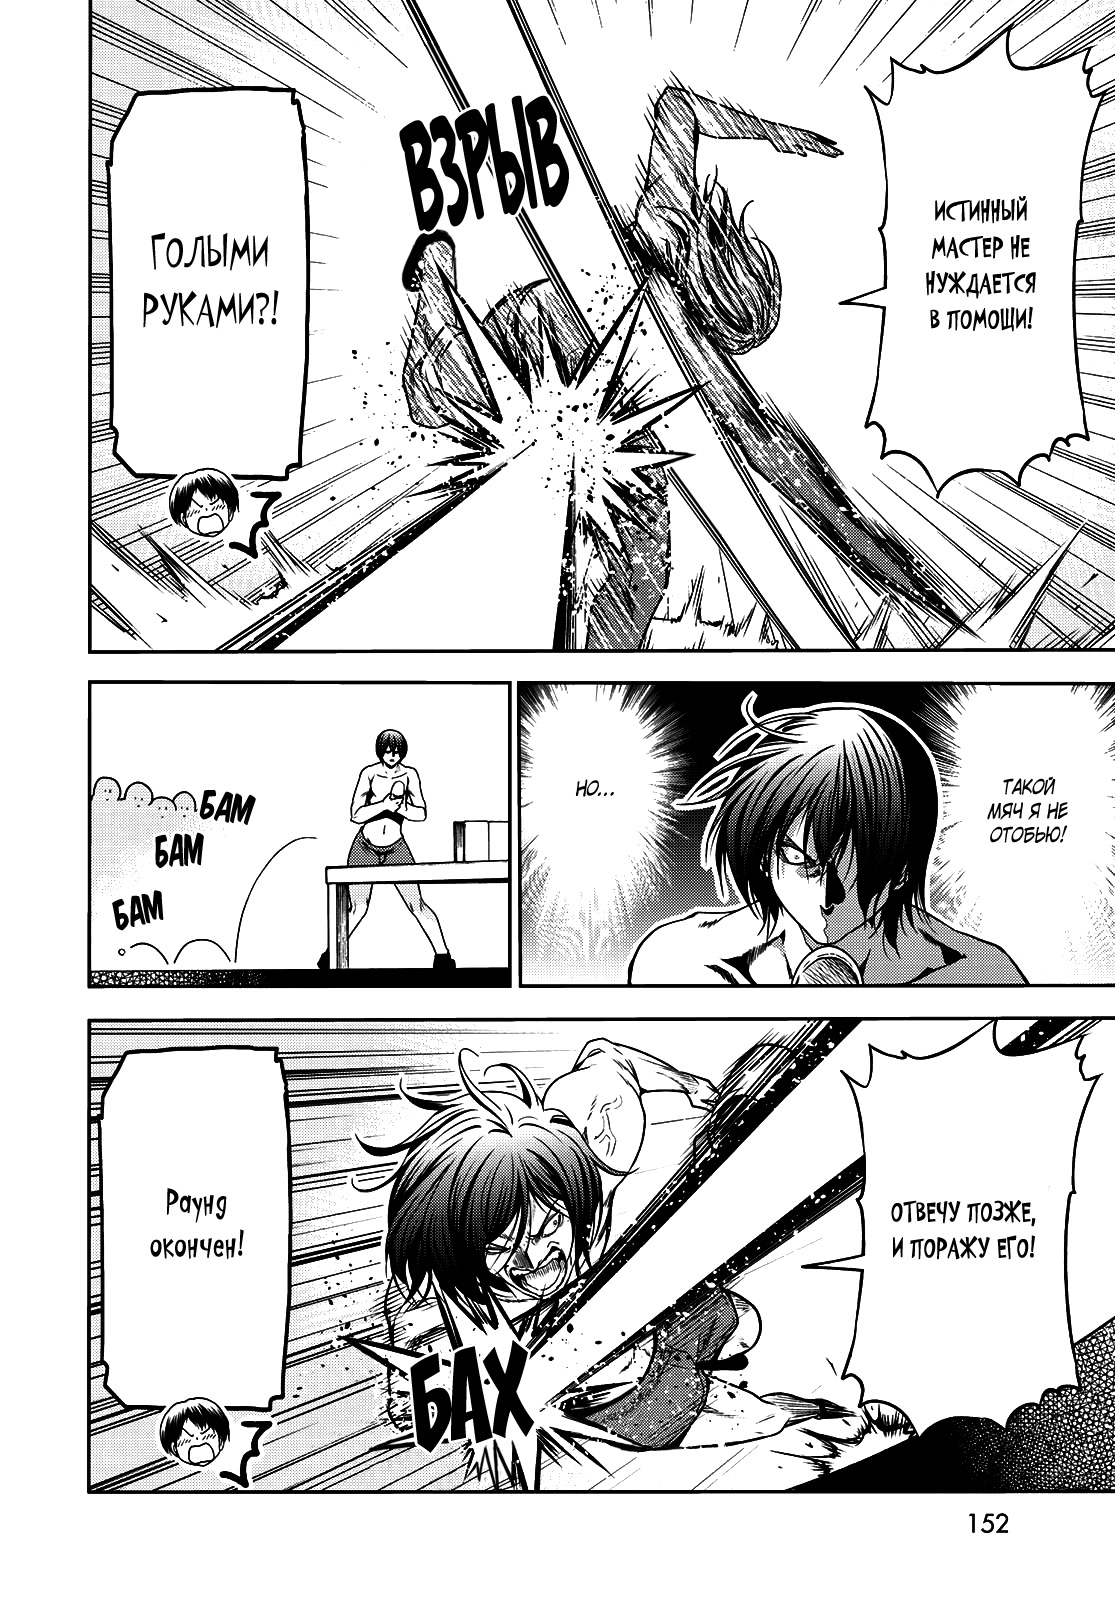 ИСТИННЫЙ
МАСТЕР НЕ
НУЖДАЕТСЯ
В ПОМОЩИ!
ВЗРЫВ
ГОЛЫМИ
РУКАМИ?!
ТАКОЙ
МЯЧ Я НЕ
ОТОБЬЮ!
НО...
БАМ
БАМ
БАМ
ОТВЕЧУ ПОЗЖЕ,
И ПОРАЖУ ЕГО!
БАХ
Раунд
окончен!
152